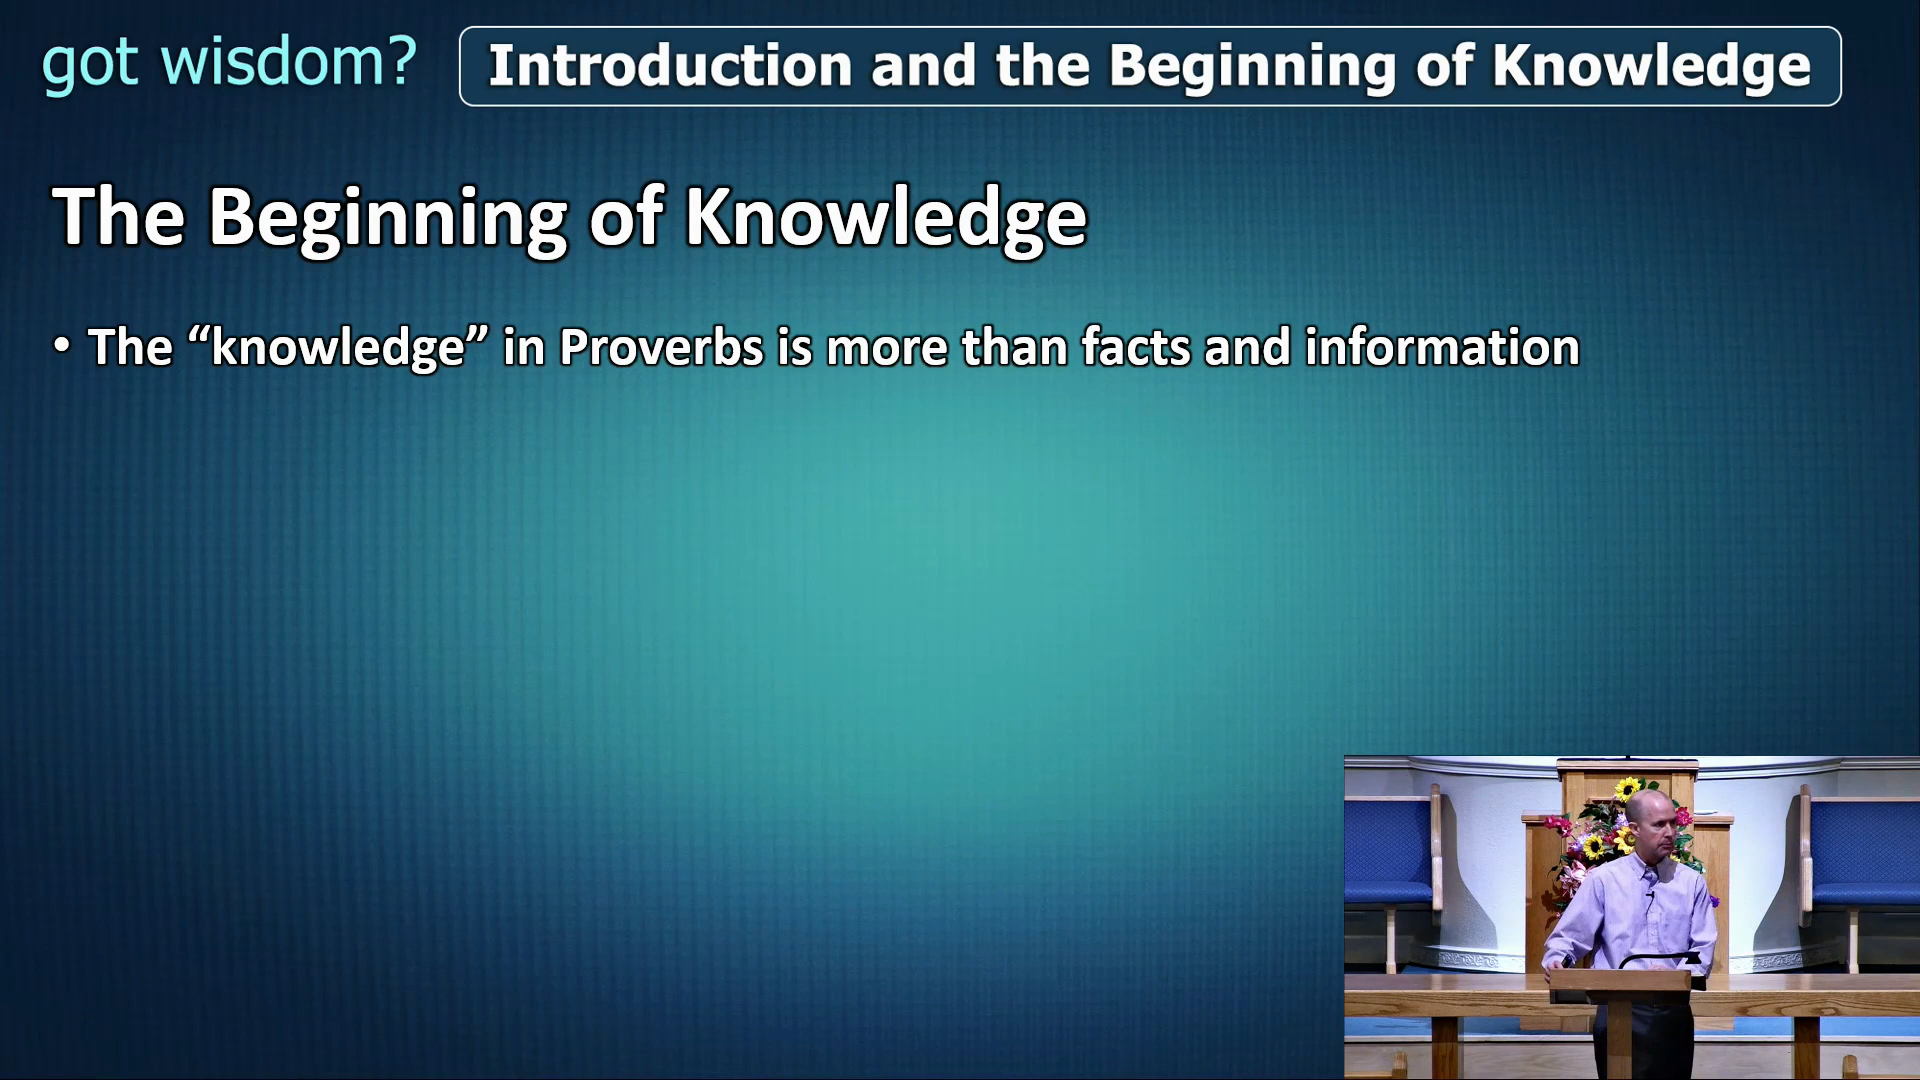 got wisdom?
Introduction and the Beginning of Knowledge
The Beginning of Knowledge
• The “knowledge” in Proverbs is more than facts and information